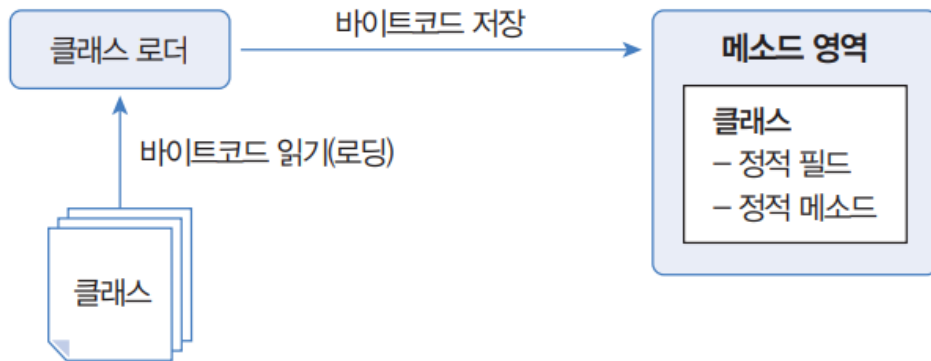 클래스 로더
바이트코드 저장
메소드 영역
클래스
– 정적 필드
– 정적 메소드
바이트코드 읽기(로딩)
클래스